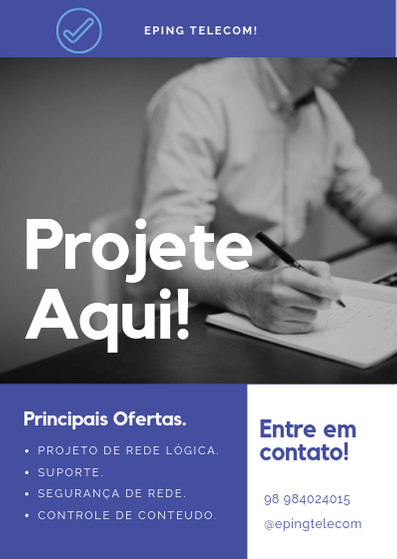 EPING TELECOM!
Projete
Aqui!
Principais Ofertas.
• PROJETO DE REDE LÓGICA.
• SUPORTE.
• SEGURANÇA DE REDE.
• CONTROLE DE CONTEUDO.
Entre em
contato!
98 984024015
@epingtelecom